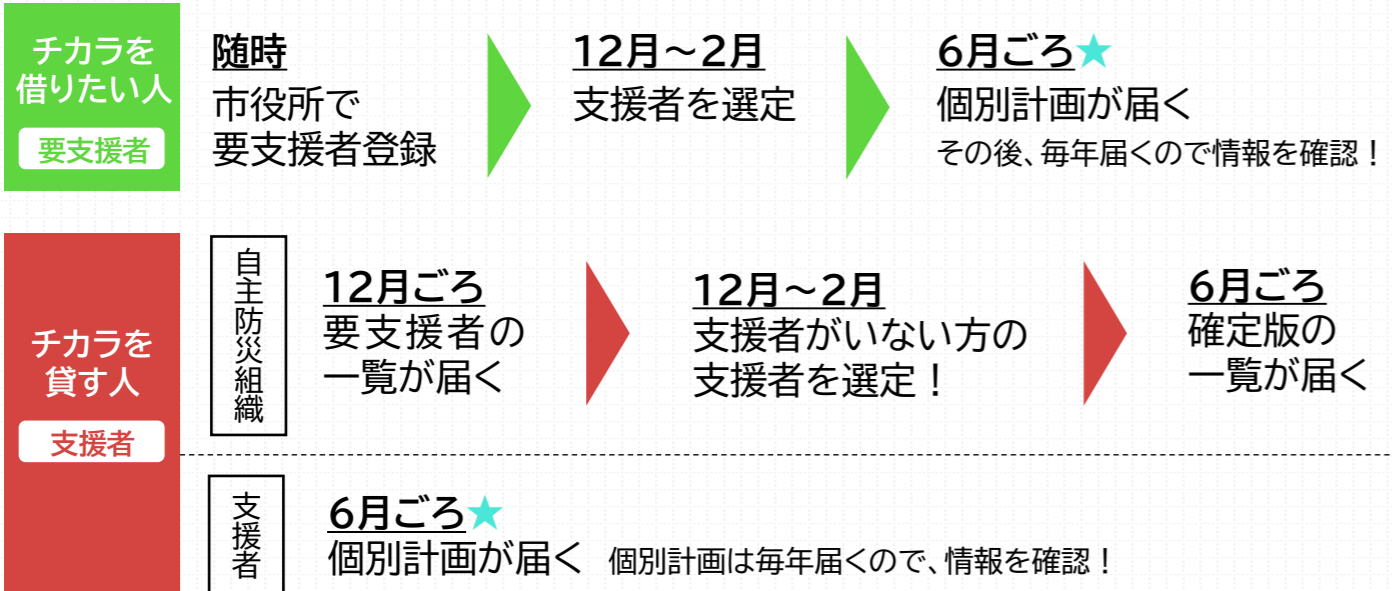 チカラを
借りたい人
要支援者
随時
市役所で
要支援者登録
12月~2月
支援者を選定
6月ごろ★
個別計画が届く
その後、毎年届くので情報を確認!
チカラを
貸す人
支援者
自主防災組織
12月ごろ
要支援者の
一覧が届く
12月~2月
支援者がいない方の
支援者を選定!
6月ごろ
確定版の
一覧が届く
支援者
6月ごろ★
個別計画が届く 個別計画は毎年届くので、情報を確認!